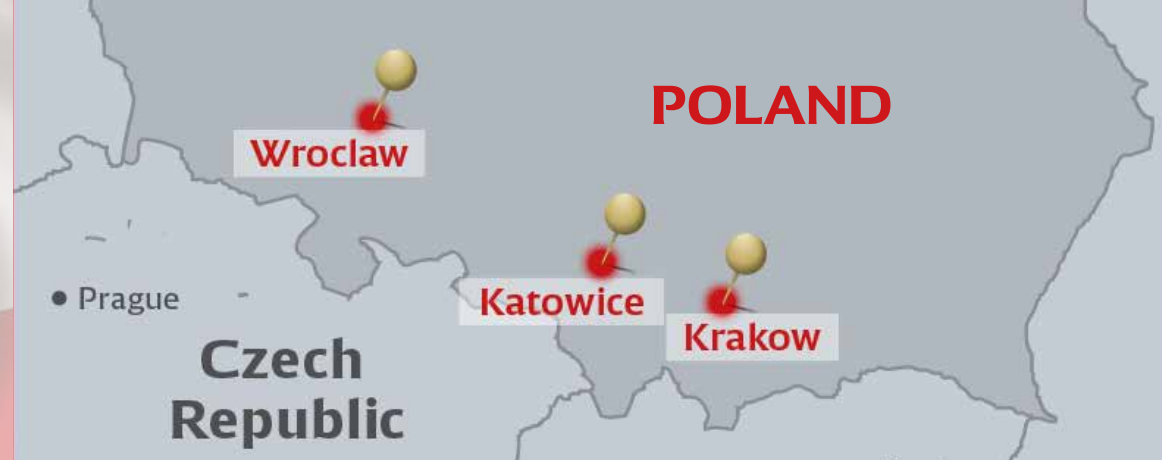 POLAND
Wroclaw
Katowice
Prague
Krakow
Czech
Republic